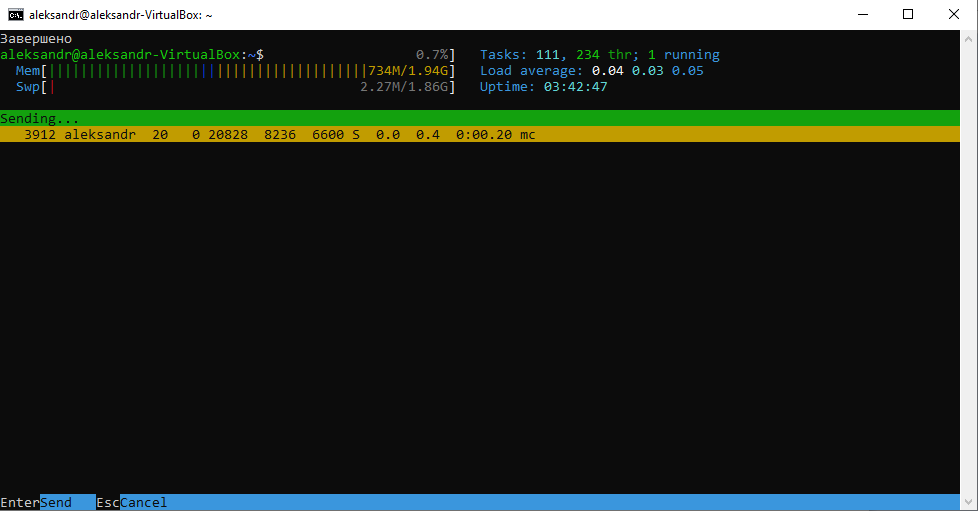 aleksandr@aleksandr-VirtualBox: ~
Завершено
aleksandr@aleksandr-VirtualBox:~$ 0.7%] Tasks: 111, 234 thr; 1 running
Mem[||||||||||||||||||||||||||||||||||||||||734M/1.94G] Load average: 0.04 0.03 0.05
Swp[| 2.27M/1.86G] Uptime: 03:42:47
Sending...
3912 aleksandr 20 0 20828 8236 6600 S 0.0 0.4 0:00.20 mc
EnterSend EscCancel